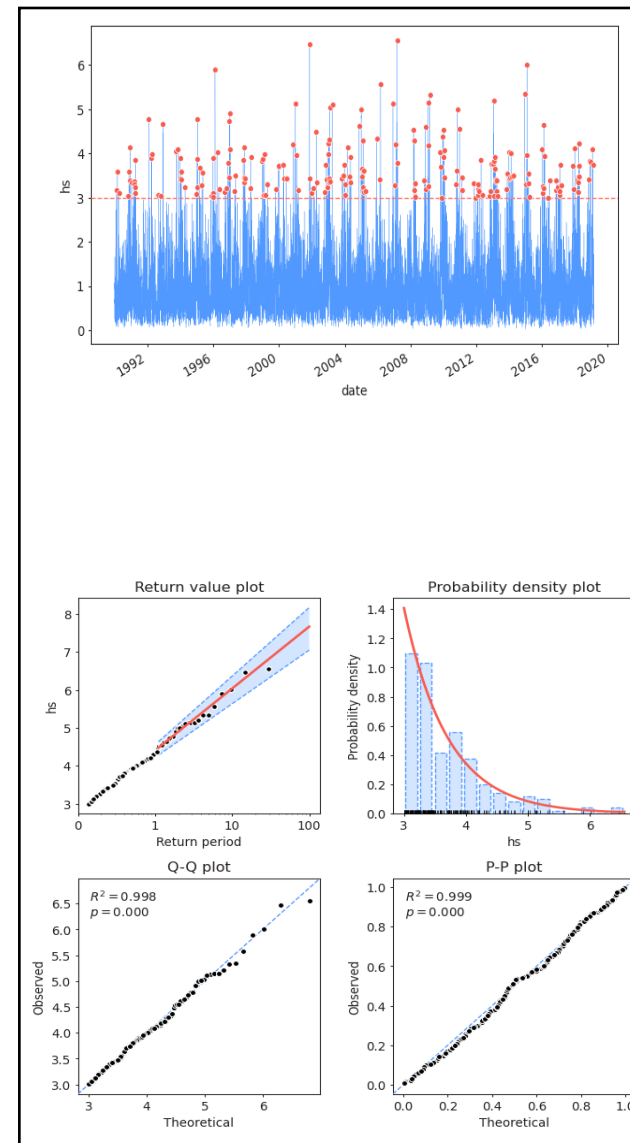 6
5
4
hs
3
2
1
0
1992 1996 2000 2004 2008 2012 2016 2020
date
Return value plot
8
7
6
hs
5
4
3
0 1 10 100
Return period
Probability density plot
1.4
1.2
1.0
Probability density
0.8
0.6
0.4
0.2
0.0
3 4 5 6
hs
Q-Q plot
R² = 0.998
p = 0.000
6.5
6.0
5.5
Observed
5.0
4.5
4.0
3.5
3.0
3 4 5 6
Theoretical
P-P plot
R² = 0.999
p = 0.000
1.0
0.8
Observed
0.6
0.4
0.2
0.0
0.0 0.2 0.4 0.6 0.8 1.0
Theoretical